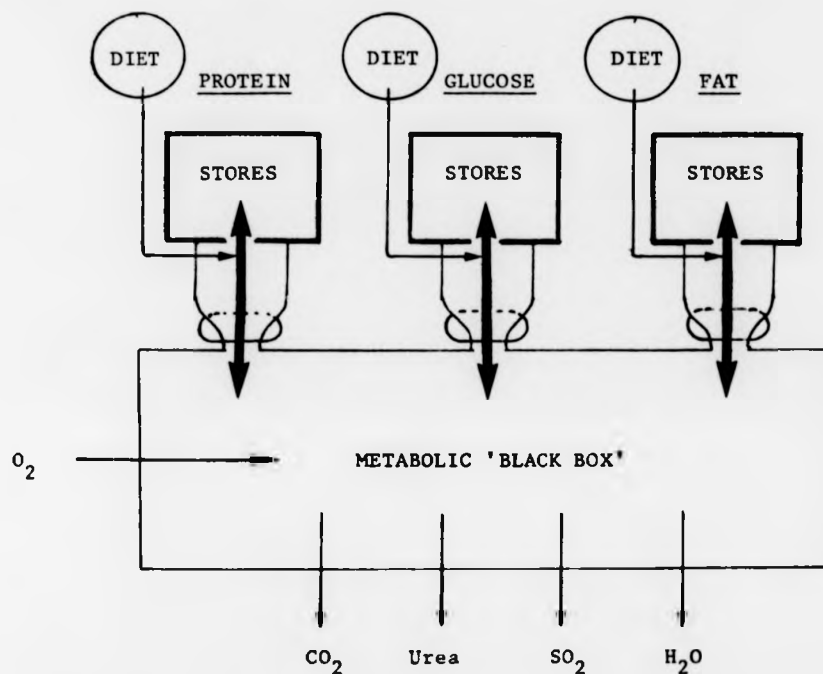 DIET DIET DIET
PROTEIN GLUCOSE FAT
STORES STORES STORES
O₂ METABOLIC 'BLACK BOX'
CO₂ Urea SO₂ H₂O